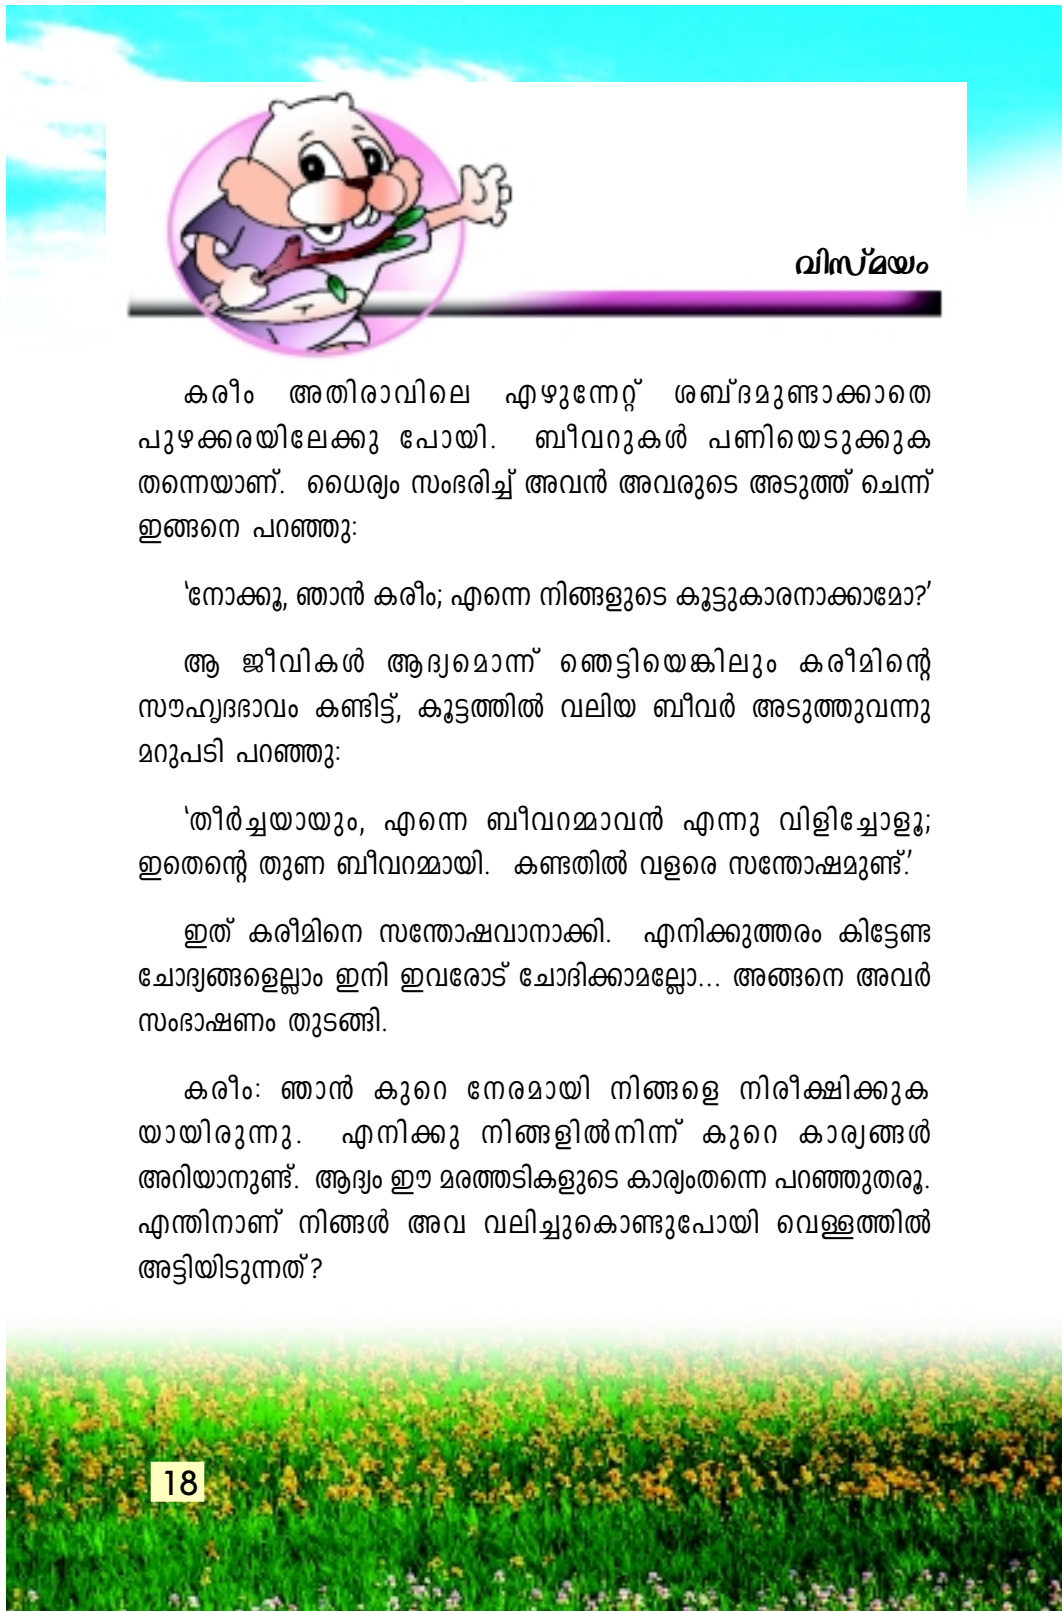 വിസ്മയം
കരീം അതിരാവിലെ എഴുന്നേറ്റ് ശബ്ദമുണ്ടാക്കാതെ
പുഴക്കരയിലേക്കു പോയി. ബീവറുകൾ പണിയെടുക്കുക
തന്നെയാണ്. ധൈര്യം സംഭരിച്ച് അവൻ അവരുടെ അടുത്ത് ചെന്ന്
ഇങ്ങനെ പറഞ്ഞു:
'നോക്കൂ, ഞാൻ കരീം; എന്നെ നിങ്ങളുടെ കൂട്ടുകാരനാക്കാമോ?'
ആ ജീവികൾ ആദ്യമൊന്ന് ഞെട്ടിയെങ്കിലും കരീമിന്റെ
സൗഹൃദഭാവം കണ്ടിട്ട്, കൂട്ടത്തിൽ വലിയ ബീവർ അടുത്തുവന്നു
മറുപടി പറഞ്ഞു:
'തീർച്ചയായും, എന്നെ ബീവറമ്മാവൻ എന്നു വിളിച്ചോളൂ;
ഇതെന്റെ തുണ ബീവറമ്മായി. കണ്ടതിൽ വളരെ സന്തോഷമുണ്ട്.'
ഇത് കരീമിനെ സന്തോഷവാനാക്കി. എനിക്കുത്തരം കിട്ടേണ്ട
ചോദ്യങ്ങളെല്ലാം ഇനി ഇവരോട് ചോദിക്കാമല്ലോ... അങ്ങനെ അവർ
സംഭാഷണം തുടങ്ങി.
കരീം: ഞാൻ കുറെ നേരമായി നിങ്ങളെ നിരീക്ഷിക്കുക
യായിരുന്നു. എനിക്കു നിങ്ങളിൽനിന്ന് കുറെ കാര്യങ്ങൾ
അറിയാനുണ്ട്. ആദ്യം ഈ മരത്തടികളുടെ കാര്യംതന്നെ പറഞ്ഞുതരൂ.
എന്തിനാണ് നിങ്ങൾ അവ വലിച്ചുകൊണ്ടുപോയി വെള്ളത്തിൽ
അട്ടിയിടുന്നത്?
18